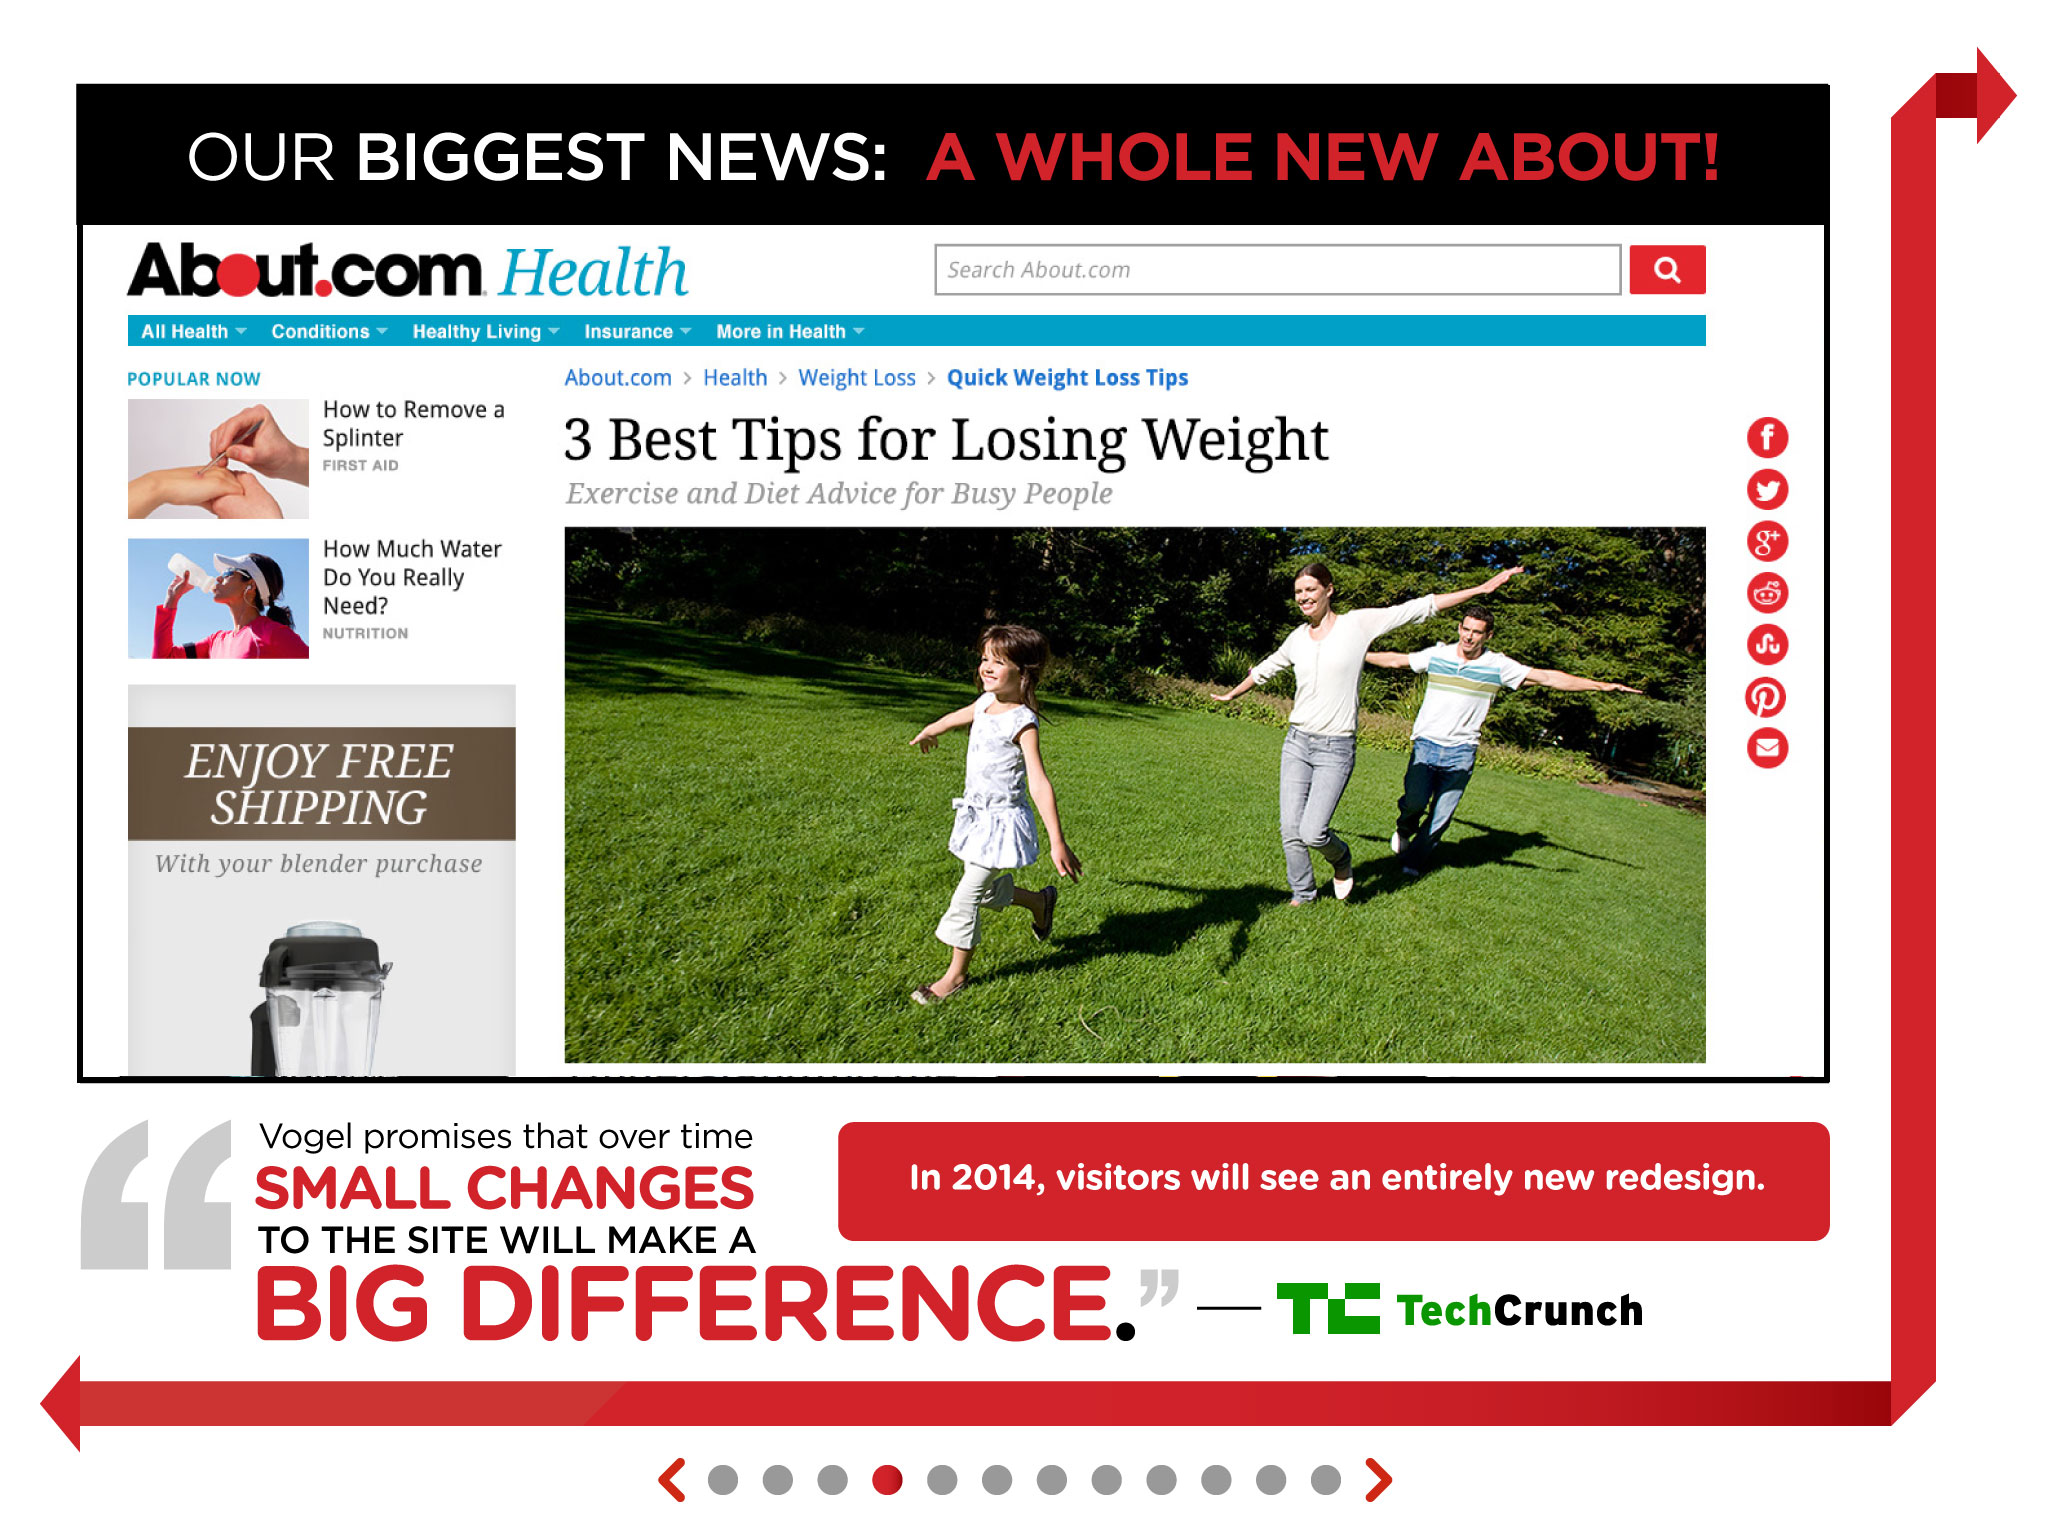 OUR BIGGEST NEWS: A WHOLE NEW ABOUT!
About.com Health
Search About.com
All Health
Conditions
Healthy Living
Insurance
More in Health
POPULAR NOW
How to Remove a
Splinter
FIRST AID
How Much Water
Do You Really
Need?
NUTRITION
ENJOY FREE
SHIPPING
With your blender purchase
About.com > Health > Weight Loss > Quick Weight Loss Tips
3 Best Tips for Losing Weight
Exercise and Diet Advice for Busy People
f
g+
“Vogel promises that over time
SMALL CHANGES
TO THE SITE WILL MAKE A
BIG DIFFERENCE.” — TC TechCrunch
In 2014, visitors will see an entirely new redesign.